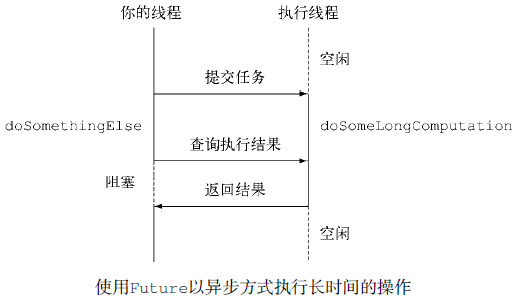 你的线程 执行线程
空闲
提交任务
doSomethingElse doSomeLongComputation
查询执行结果
阻塞
返回结果
空闲
使用Future以异步方式执行长时间的操作